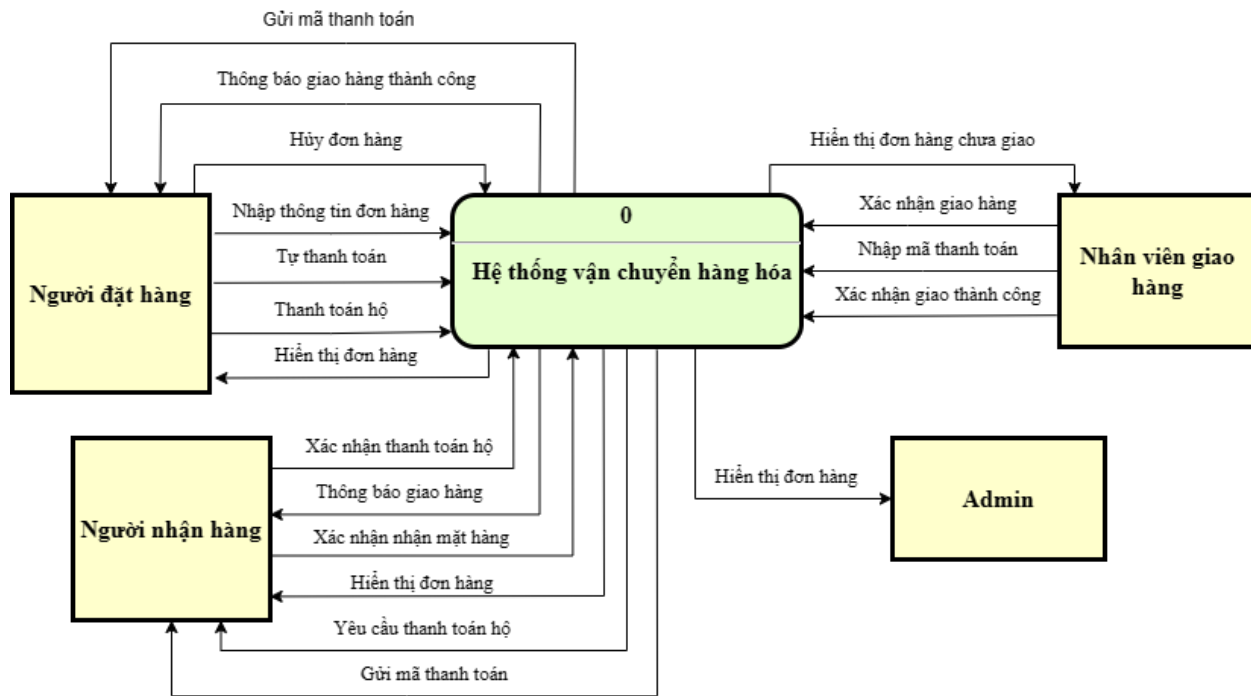 Gửi mã thanh toán
Thông báo giao hàng thành công
Hủy đơn hàng
Hiển thị đơn hàng chưa giao
Nhập thông tin đơn hàng
0
Xác nhận giao hàng
Tự thanh toán
Hệ thống vận chuyển hàng hóa
Nhập mã thanh toán
Nhân viên giao
hàng
Người đặt hàng
Thanh toán hộ
Xác nhận giao thành công
Hiển thị đơn hàng
Xác nhận thanh toán hộ
Hiển thị đơn hàng
Admin
Thông báo giao hàng
Người nhận hàng
Xác nhận nhận mặt hàng
Hiển thị đơn hàng
Yêu cầu thanh toán hộ
Gửi mã thanh toán